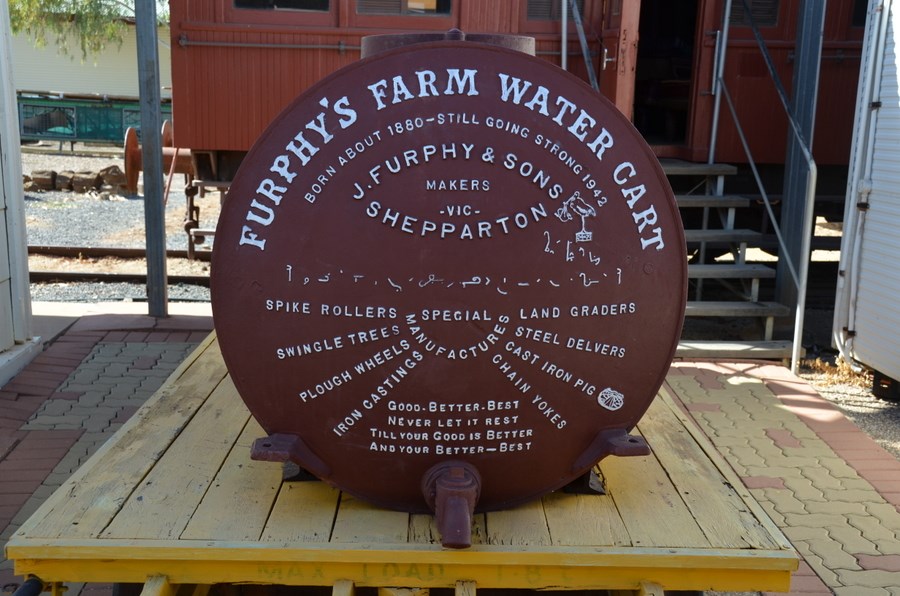 FURPHY'S FARM WATER CART
BORN ABOUT 1880-STILL GOING STRONG 1942
J. FURPHY & SONS
MAKERS
-VIC-
SHEPPARTON
SPIKE ROLLERS
SPECIAL
LAND GRADERS
MANUFACTURES
SWINGLE TREES
STEEL DELVERS
PLOUGH WHEELS
CAST IRON PIG
IRON CASTINGS
CHAIN YOKES
GOOD-BETTER-BEST
NEVER LET IT REST
TILL YOUR GOOD IS BETTER
AND YOUR BETTER-BEST
MAX LOAD